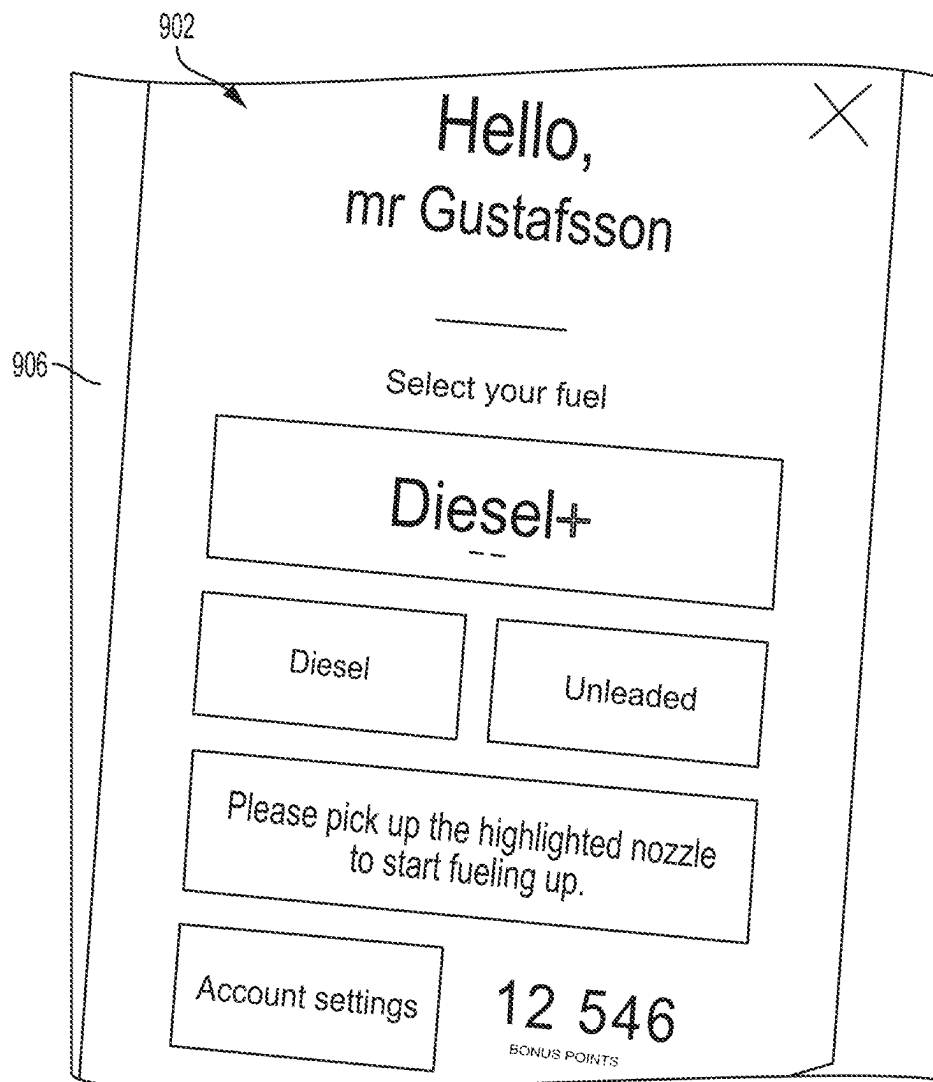 902
Hello,
mr Gustafsson
906
Select your fuel
Diesel+
Diesel
Unleaded
Please pick up the highlighted nozzle
to start fueling up.
Account settings
12 546
BONUS POINTS